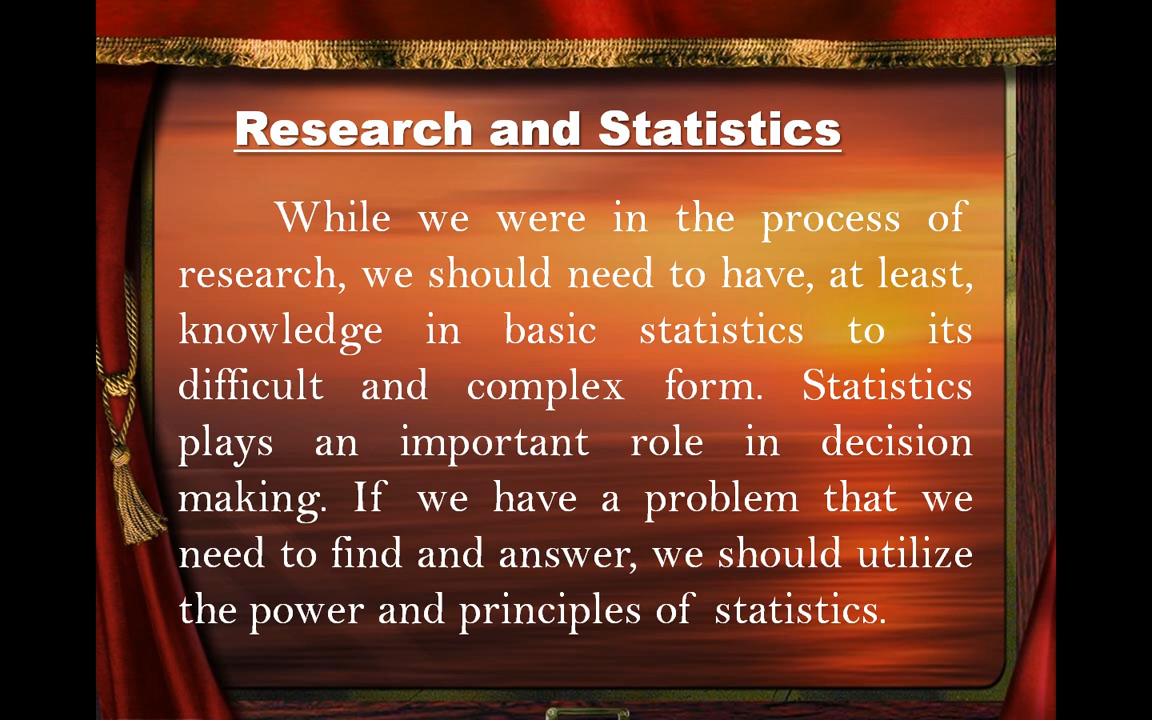 Research and Statistics
While we were in the process of
research, we should need to have, at least,
knowledge in basic statistics to its
difficult and complex form. Statistics
plays an important role in decision
making. If we have a problem that we
need to find and answer, we should utilize
the power and principles of statistics.